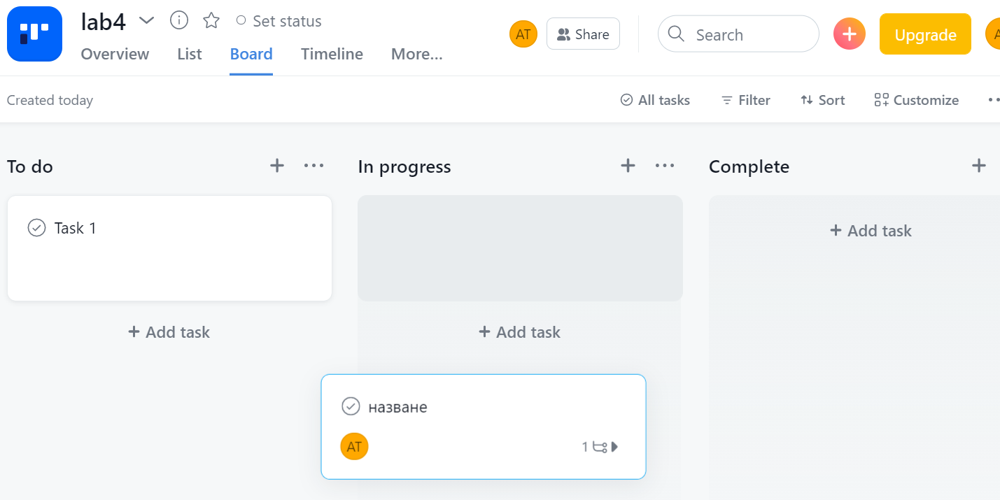 lab4 Set status
Overview List Board Timeline More...
AT Share Search Upgrade
Created today All tasks Filter Sort Customize
To do In progress Complete
Task 1
Add task
Add task
Add task
назване
AT 1